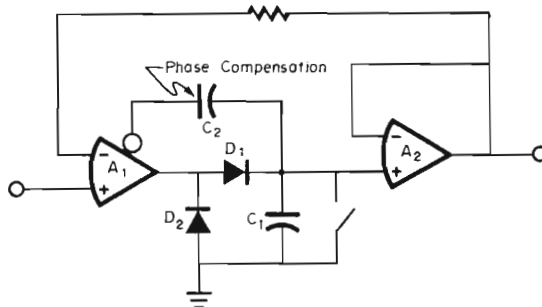 Phase Compensation
C2
A1
D1
A2
D2
C1
- +
- +